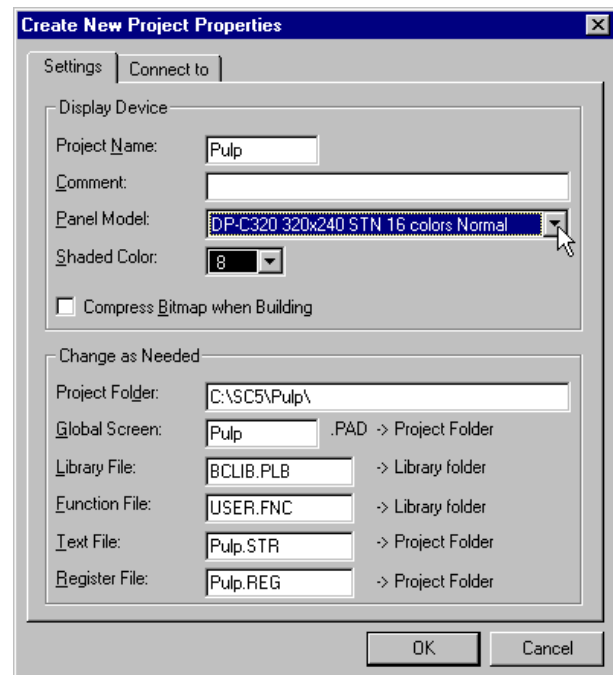 Create New Project Properties
Settings
Connect to
Display Device
Project Name:
Pulp
Comment:
Panel Model:
DP-C320 320x240 STN 16 colors Normal
Shaded Color:
8
Compress Bitmap when Building
Change as Needed
Project Folder:
C:\SC5\Pulp\
Global Screen:
Pulp
.PAD -> Project Folder
Library File:
BCLIB.PLB
-> Library folder
Function File:
USER.FNC
-> Library folder
Text File:
Pulp.STR
-> Project Folder
Register File:
Pulp.REG
-> Project Folder
OK
Cancel